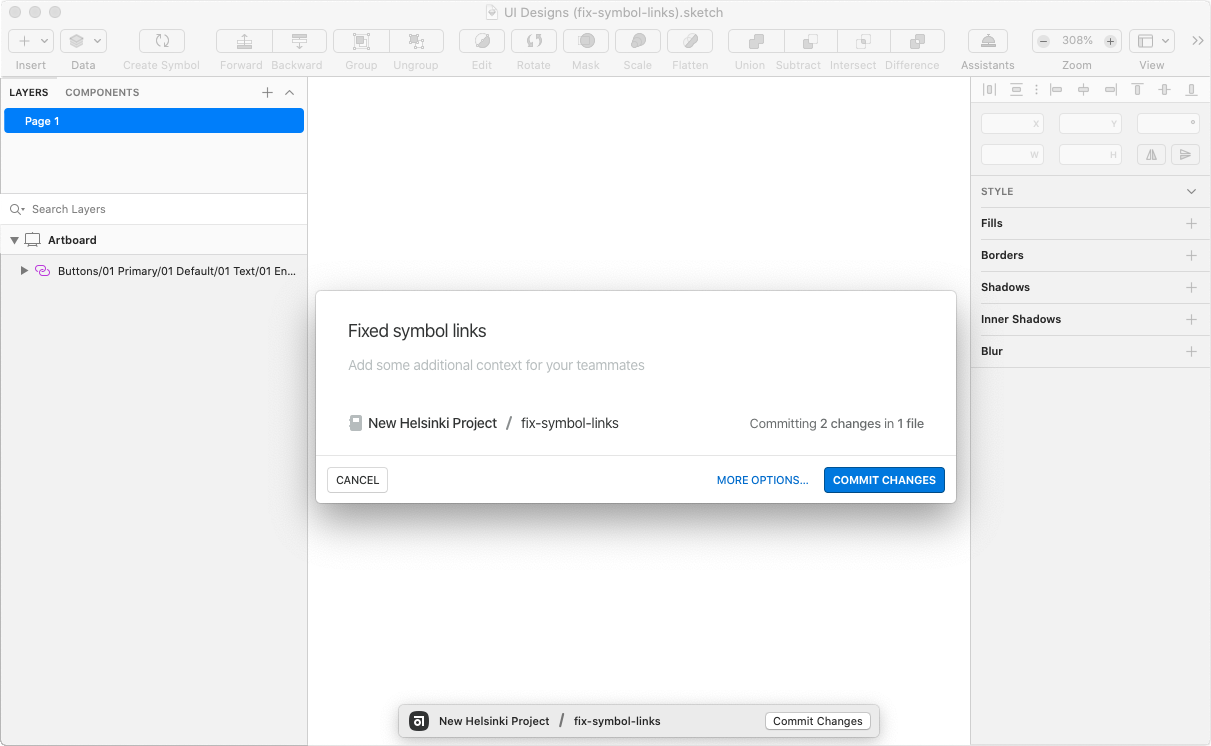 UI Designs (fix-symbol-links).sketch
308%
Insert Data Create Symbol Forward Backward Group Ungroup Edit Rotate Mask Scale Flatten Union Subtract Intersect Difference Assistants Zoom View
LAYERS COMPONENTS
Page 1
Search Layers
Artboard
Buttons/01 Primary/01 Default/01 Text/01 En...
X Y °
W H
STYLE
Fills
Borders
Shadows
Inner Shadows
Blur
Fixed symbol links
Add some additional context for your teammates
New Helsinki Project / fix-symbol-links Committing 2 changes in 1 file
CANCEL MORE OPTIONS... COMMIT CHANGES
New Helsinki Project / fix-symbol-links Commit Changes